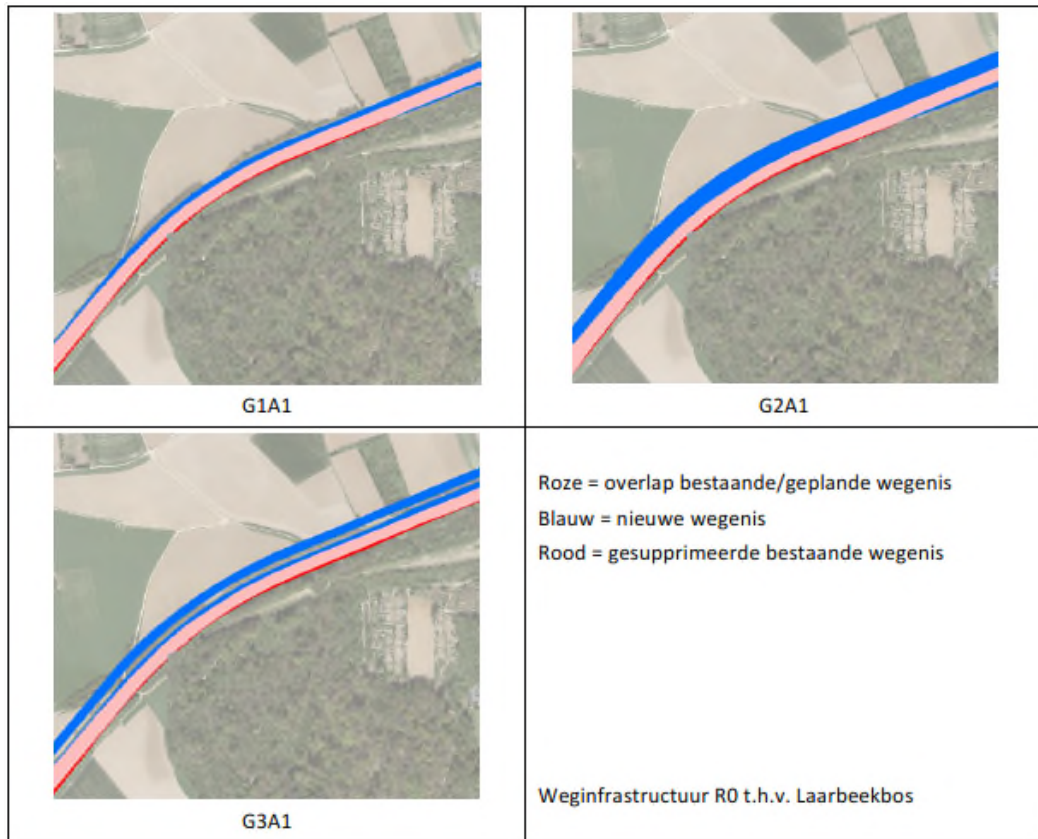 G1A1
G2A1
G3A1
Roze = overlap bestaande/geplande wegenis
Blauw = nieuwe wegenis
Rood = gesupprimeerde bestaande wegenis
Weginfrastructuur R0 t.h.v. Laarbeekbos